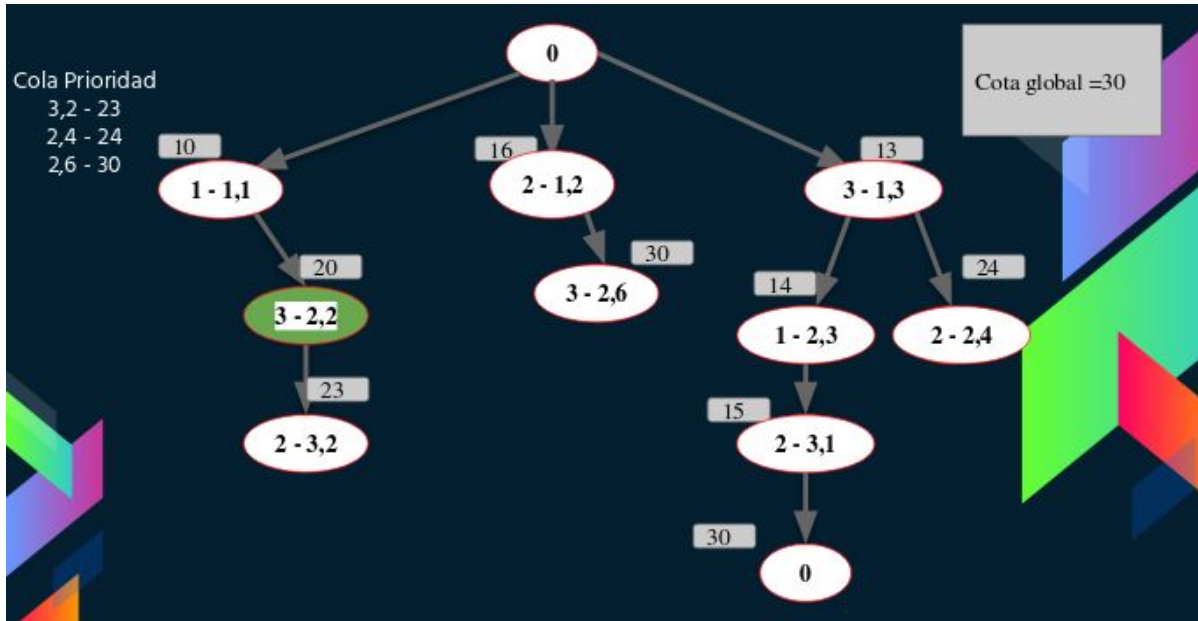 0
Cola Prioridad
3,2 - 23
2,4 - 24
2,6 - 30
Cota global =30
10
1 - 1,1
16
2 - 1,2
13
3 - 1,3
20
3 - 2,2
30
3 - 2,6
14
1 - 2,3
24
2 - 2,4
23
2 - 3,2
15
2 - 3,1
30
0